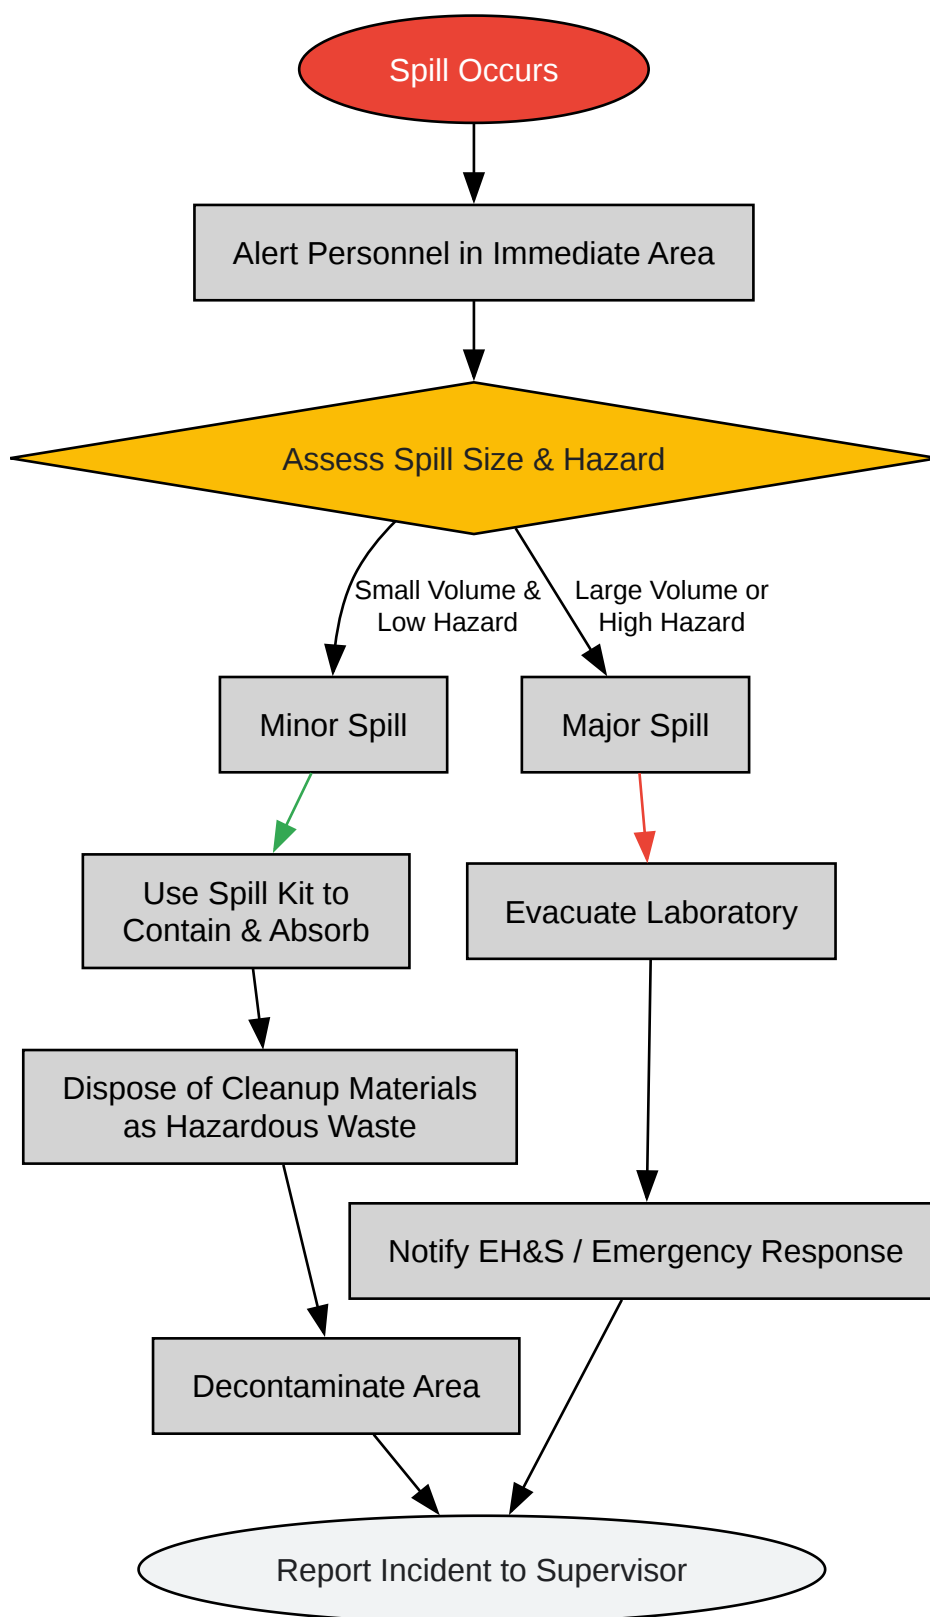 Spill Occurs
Alert Personnel in Immediate Area
Assess Spill Size & Hazard
Small Volume &
Low Hazard
Large Volume or
High Hazard
Minor Spill
Major Spill
Use Spill Kit to
Contain & Absorb
Evacuate Laboratory
Dispose of Cleanup Materials
as Hazardous Waste
Notify EH&S / Emergency Response
Decontaminate Area
Report Incident to Supervisor